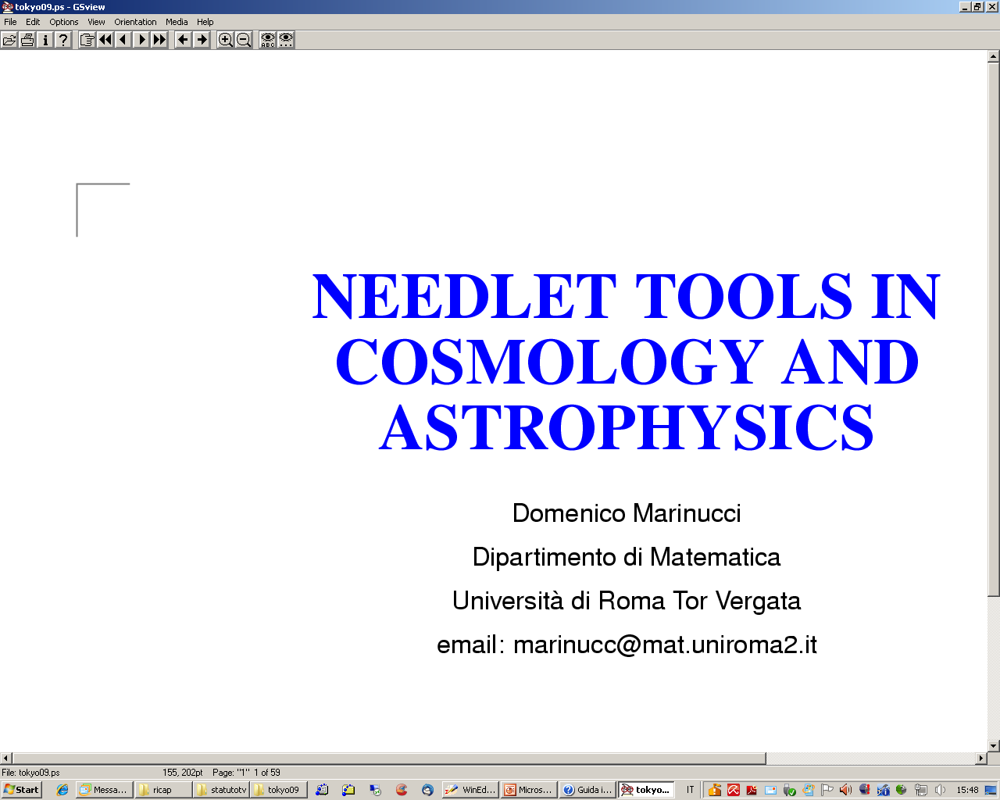 tokyo09.ps - GSview
File Edit Options View Orientation Media Help
NEEDLET TOOLS IN
COSMOLOGY AND
ASTROPHYSICS
Domenico Marinucci
Dipartimento di Matematica
Università di Roma Tor Vergata
email: marinucc@mat.uniroma2.it
File: tokyo09.ps 155, 202pt Page: "1" 1 of 59
Start Messa... ricap statutotv tokyo09 WinEd... Micros... Guida i... tokyo... IT 15:48